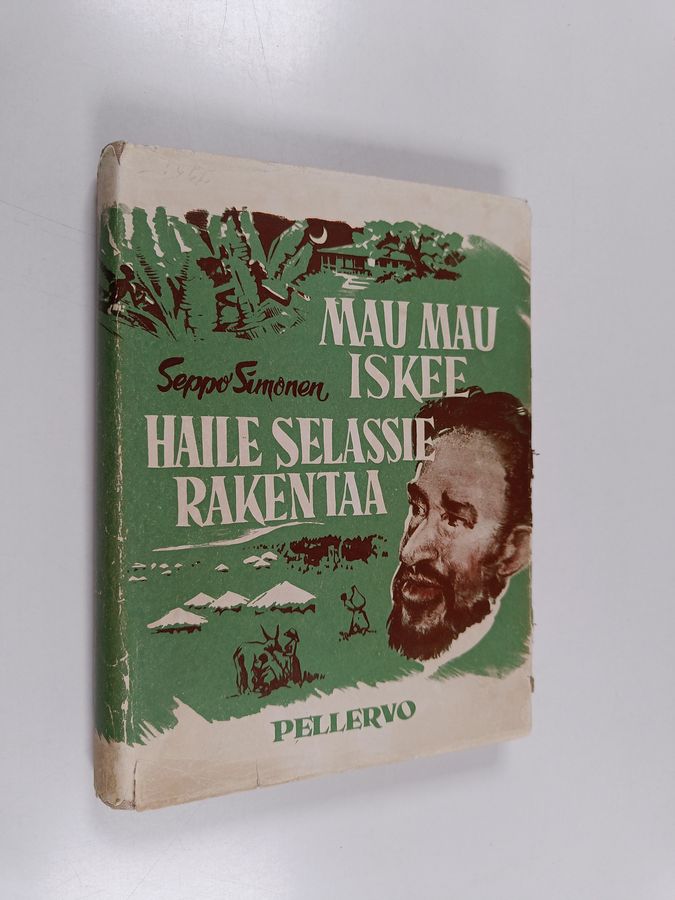 MAU MAU
ISKEE
Seppo Simonen
HAILE SELASSIE
RAKENTAA
PELLERVO